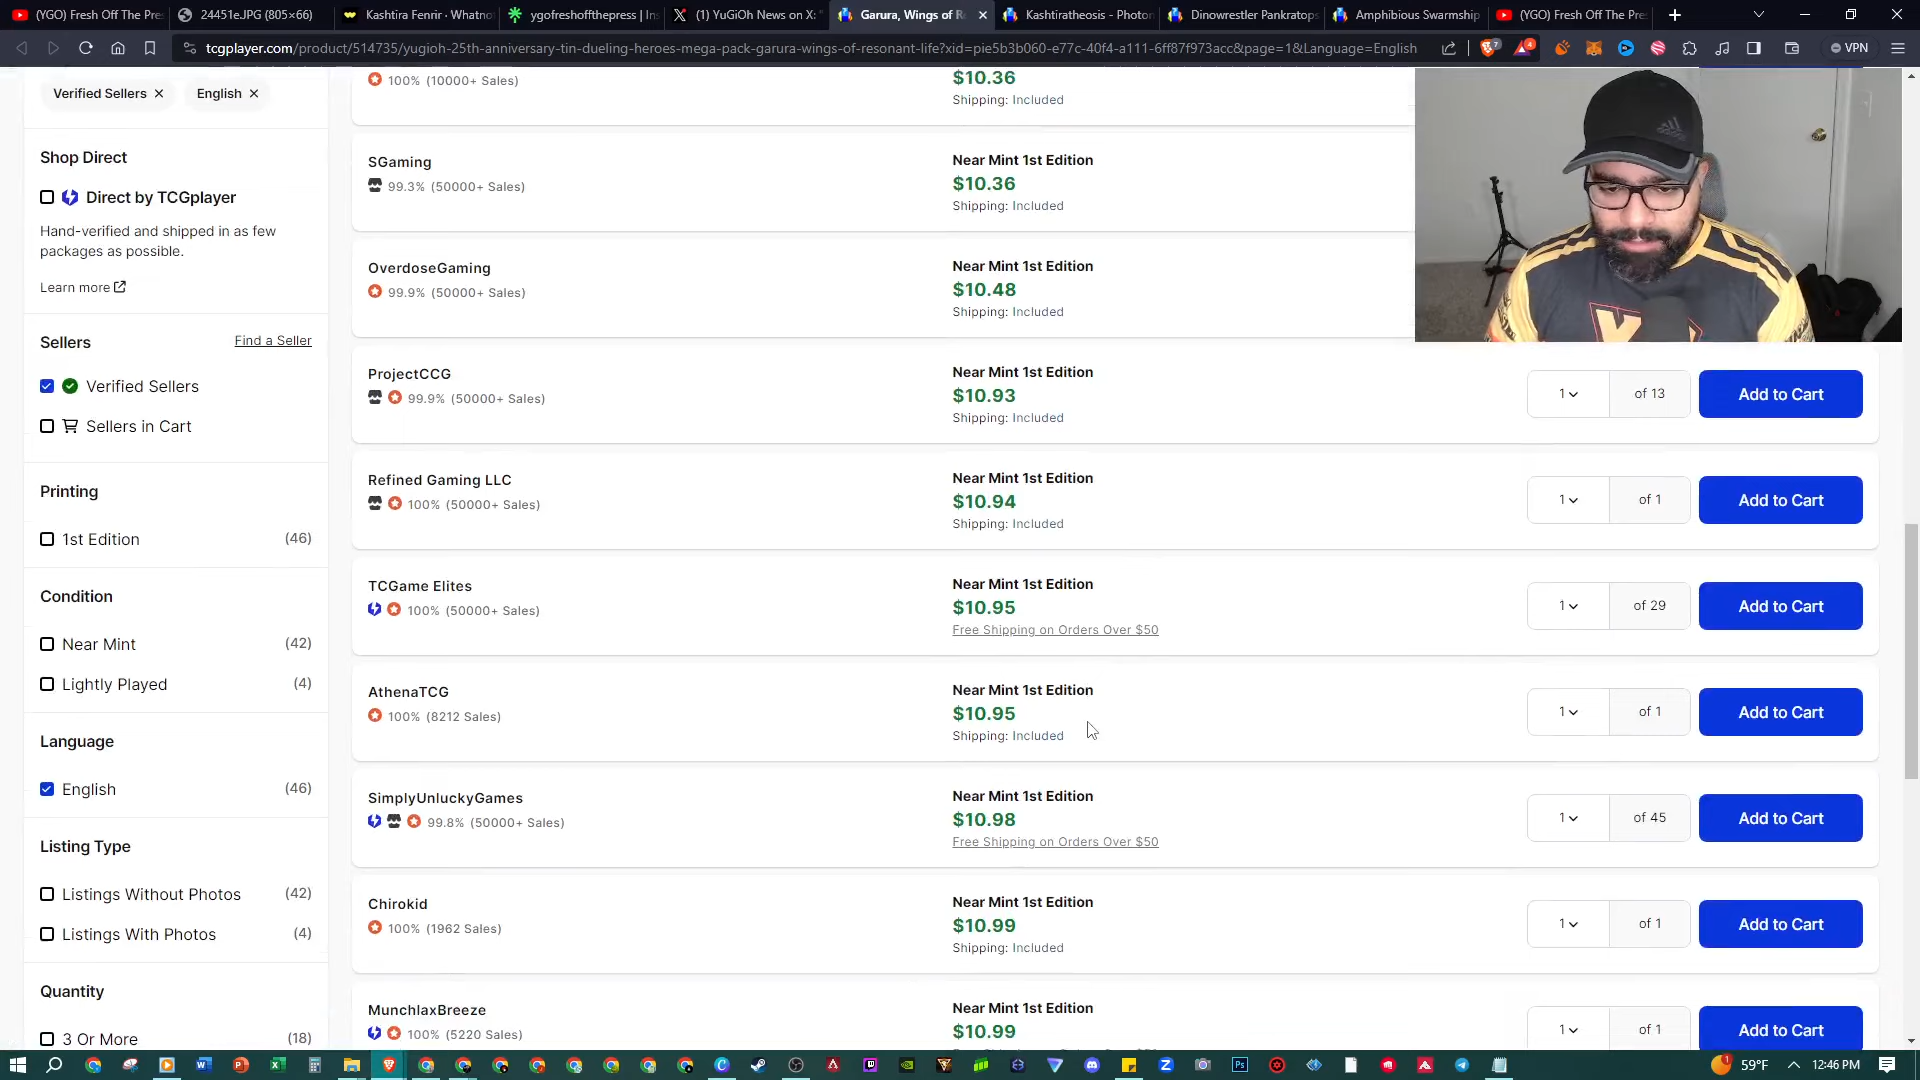 (YGO) Fresh Off The Pres
24451eJPG (805×66)
Kashtira Fenrir - Whatno
ygofreshoffthepress | Ins
(1) YuGiOh News on X: "
Garura, Wings of R
Kashtiratheosis - Photon
Dinowrestler Pankratops
Amphibious Swarmship
(YGO) Fresh Off The Pre
tcgplayer.com/product/514735/yugioh-25th-anniversary-tin-dueling-heroes-mega-pack-garura-wings-of-resonant-life?xid=pie5b3b060-e77c-40f4-a111-6ff87f973acc&page=1&Language=English
VPN
Verified Sellers
English
Shop Direct
Direct by TCGplayer
Hand-verified and shipped in as few
packages as possible.
Learn more
Sellers
Find a Seller
Verified Sellers
Sellers in Cart
Printing
1st Edition (46)
Condition
Near Mint (42)
Lightly Played (4)
Language
English (46)
Listing Type
Listings Without Photos (42)
Listings With Photos (4)
Quantity
3 Or More (18)
100% (10000+ Sales)
$10.36
Shipping: Included
SGaming
99.3% (50000+ Sales)
Near Mint 1st Edition
$10.36
Shipping: Included
OverdoseGaming
99.9% (50000+ Sales)
Near Mint 1st Edition
$10.48
Shipping: Included
ProjectCCG
99.9% (50000+ Sales)
Near Mint 1st Edition
$10.93
Shipping: Included
1 of 13 Add to Cart
Refined Gaming LLC
100% (50000+ Sales)
Near Mint 1st Edition
$10.94
Shipping: Included
1 of 1 Add to Cart
TCGame Elites
100% (50000+ Sales)
Near Mint 1st Edition
$10.95
Free Shipping on Orders Over $50
1 of 29 Add to Cart
AthenaTCG
100% (8212 Sales)
Near Mint 1st Edition
$10.95
Shipping: Included
1 of 1 Add to Cart
SimplyUnluckyGames
99.8% (50000+ Sales)
Near Mint 1st Edition
$10.98
Free Shipping on Orders Over $50
1 of 45 Add to Cart
Chirokid
100% (1962 Sales)
Near Mint 1st Edition
$10.99
Shipping: Included
1 of 1 Add to Cart
MunchlaxBreeze
100% (5220 Sales)
Near Mint 1st Edition
$10.99
1 of 1 Add to Cart
59°F
12:46 PM